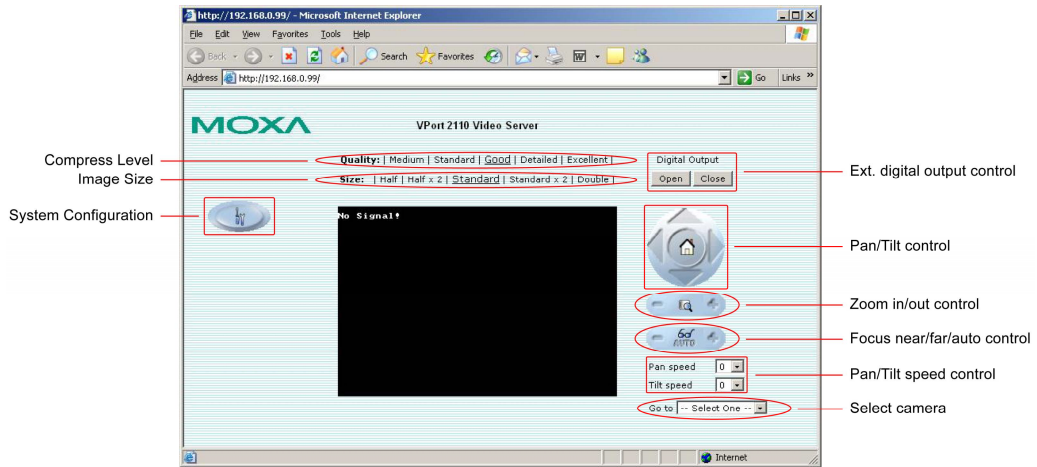 http://192.168.0.99/ - Microsoft Internet Explorer
File Edit View Favorites Tools Help
Back Search Favorites
Address http://192.168.0.99/ Go Links »
MOXA
VPort 2110 Video Server
Compress Level
Quality: | Medium | Standard | Good | Detailed | Excellent |
Digital Output
Image Size
Size: | Half | Half x 2 | Standard | Standard x 2 | Double |
Open Close
Ext. digital output control
System Configuration
No Signal!
Pan/Tilt control
Zoom in/out control
AUTO
Focus near/far/auto control
Pan speed 0
Tilt speed 0
Pan/Tilt speed control
Go to -- Select One --
Select camera
Internet